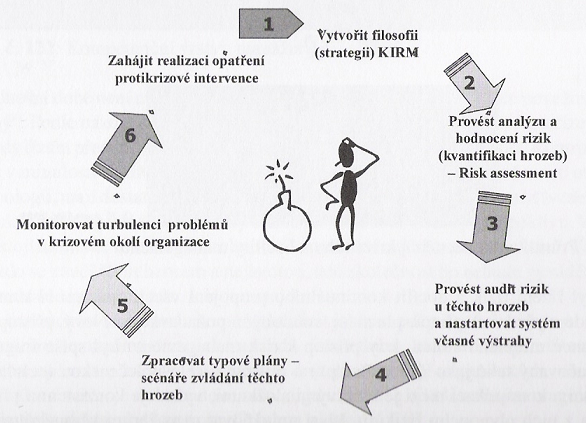 1
Vytvořit filosofii
(strategii) KIRM
2
Provést analýzu a
hodnocení rizik
(kvantifikaci hrozeb)
– Risk assessment
3
Provést audit rizik
u těchto hrozeb
a nastartovat systém
včasné výstrahy
4
Zpracovat typové plány –
scénáře zvládání těchto
hrozeb
5
Monitorovat turbulenci problémů
v krizovém okolí organizace
6
Zahájit realizaci opatření
protikrizové intervence